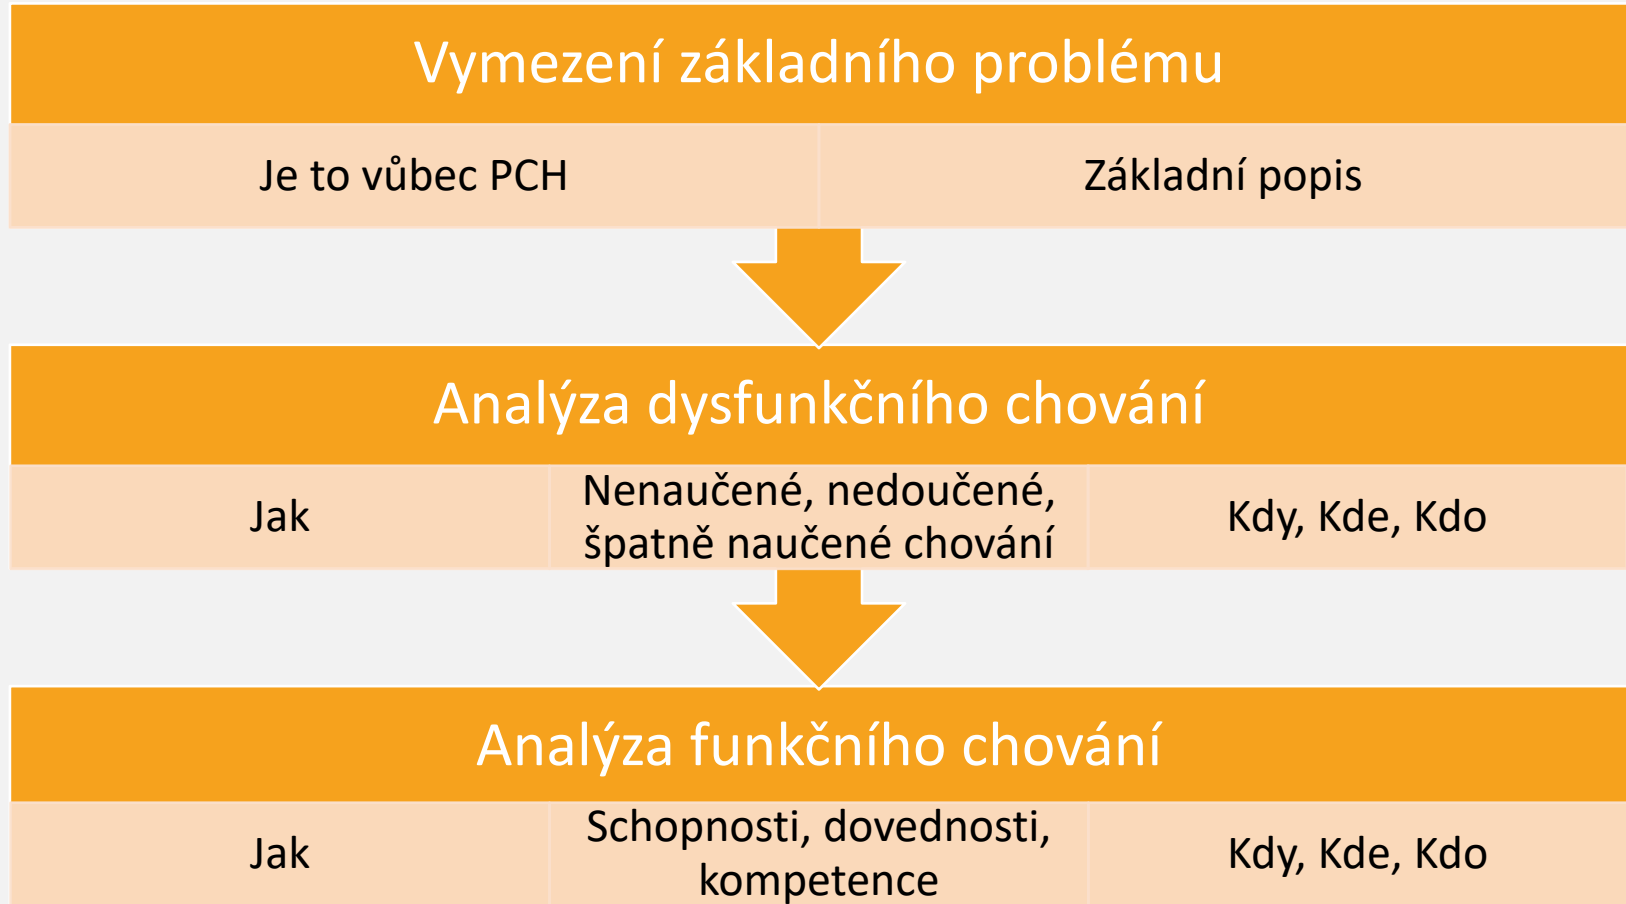 Vymezení základního problému
Je to vůbec PCH
Základní popis
Analýza dysfunkčního chování
Jak
Nenaučené, nedoučené,
špatně naučené chování
Kdy, Kde, Kdo
Analýza funkčního chování
Jak
Schopnosti, dovednosti,
kompetence
Kdy, Kde, Kdo